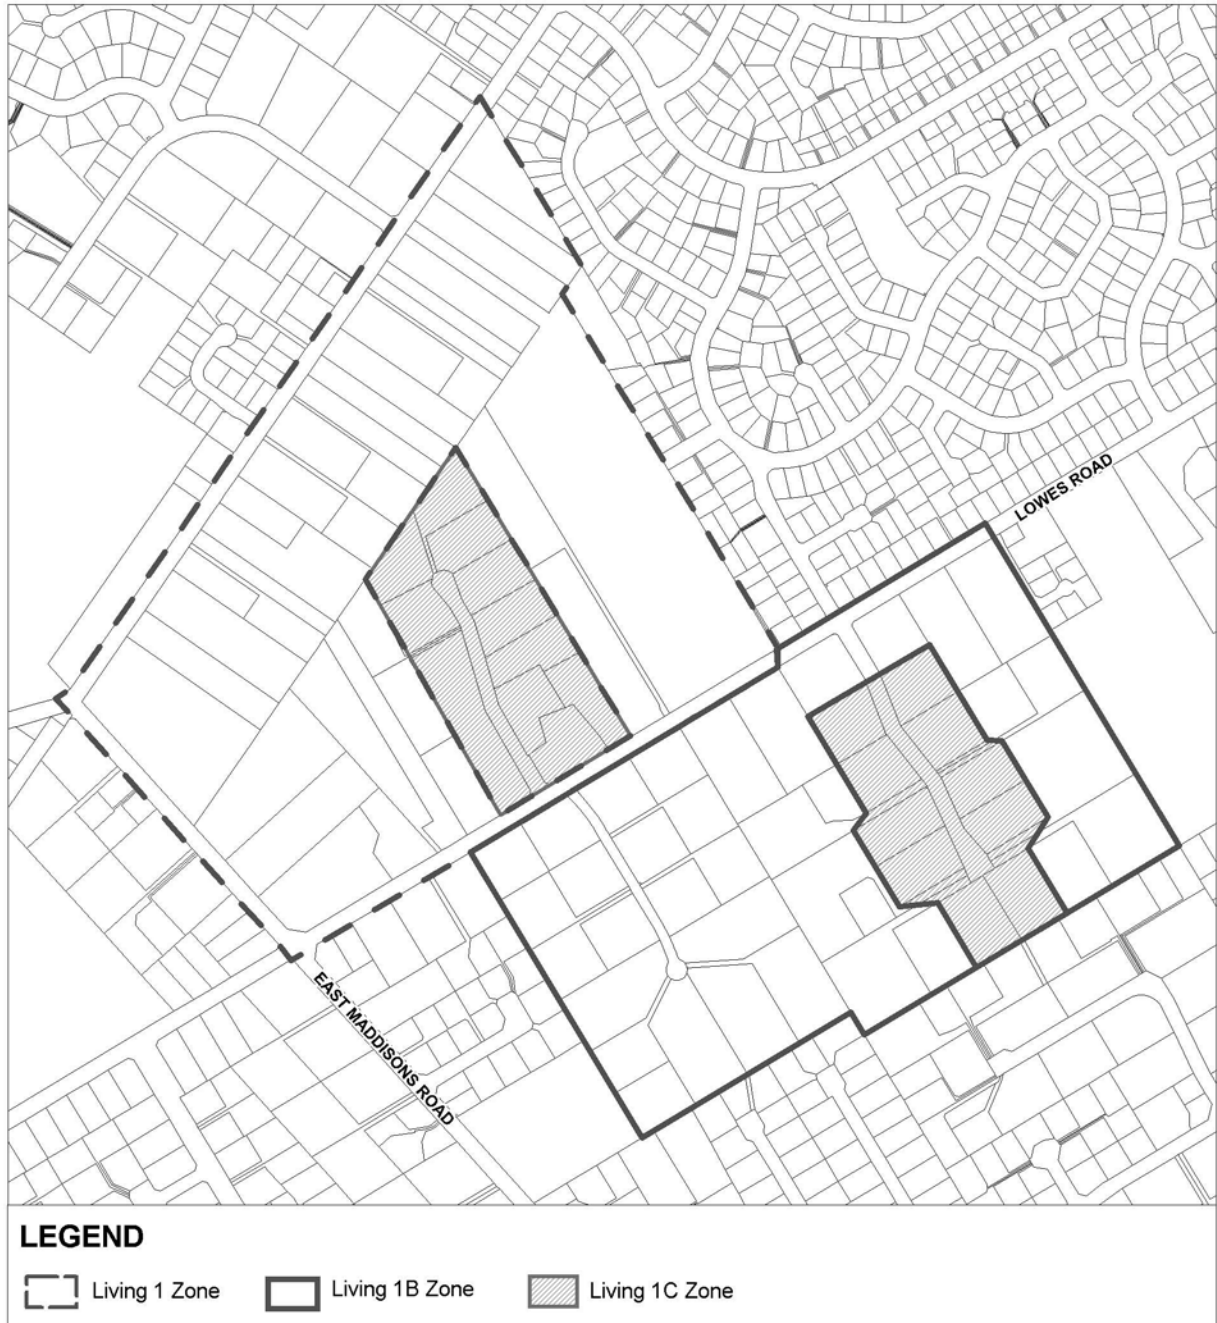 LOWES ROAD
EAST MADDISONS ROAD
LEGEND
Living 1 Zone
Living 1B Zone
Living 1C Zone